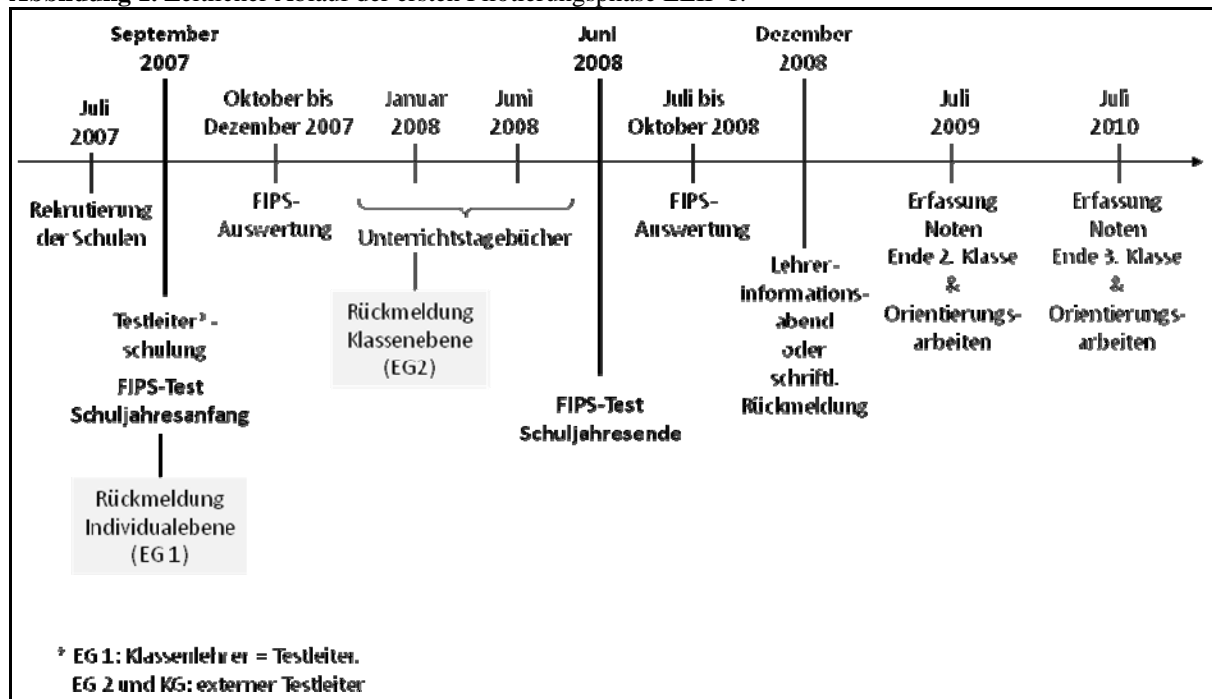 September
2007
Juni
2008
Dezember
2008
Juli
2007
Oktober bis
Dezember 2007
Januar
2008
Juni
2008
Juli bis
Oktober 2008
Juli
2009
Juli
2010
Rekrutierung
der Schulen
FIPS-
Auswertung
Unterrichtstagebücher
FIPS-
Auswertung
Erfassung
Noten
Ende 2. Klasse
&
Orientierungs-
arbeiten
Erfassung
Noten
Ende 3. Klasse
&
Orientierungs-
arbeiten
Testleiter* -
schulung
FIPS-Test
Schuljahresanfang
Rückmeldung
Klassenebene
(EG2)
Lehrer-
informations-
abend
oder
schriftl.
Rückmeldung
FIPS-Test
Schuljahresende
Rückmeldung
Individualebene
(EG 1)
* EG 1: Klassenlehrer = Testleiter.
EG 2 und KG: externer Testleiter